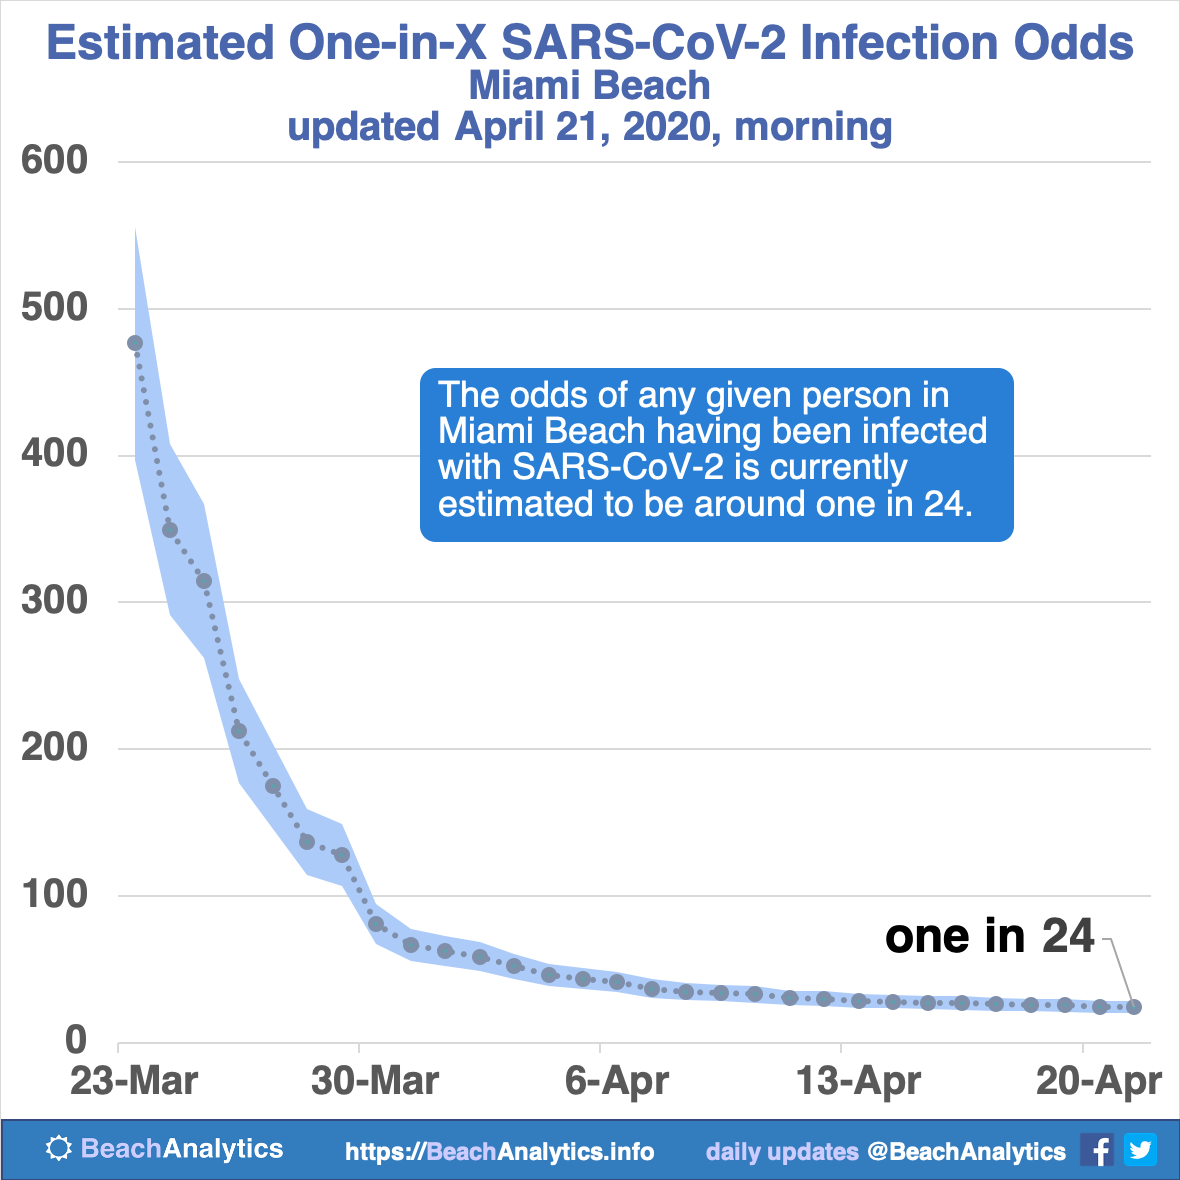 Estimated One-in-X SARS-CoV-2 Infection Odds
Miami Beach
updated April 21, 2020, morning
600
500
The odds of any given person in
Miami Beach having been infected
with SARS-CoV-2 is currently
estimated to be around one in 24.
400
300
200
100
one in 24
0
23-Mar 30-Mar 6-Apr 13-Apr 20-Apr
BeachAnalytics https://BeachAnalytics.info daily updates @BeachAnalytics f